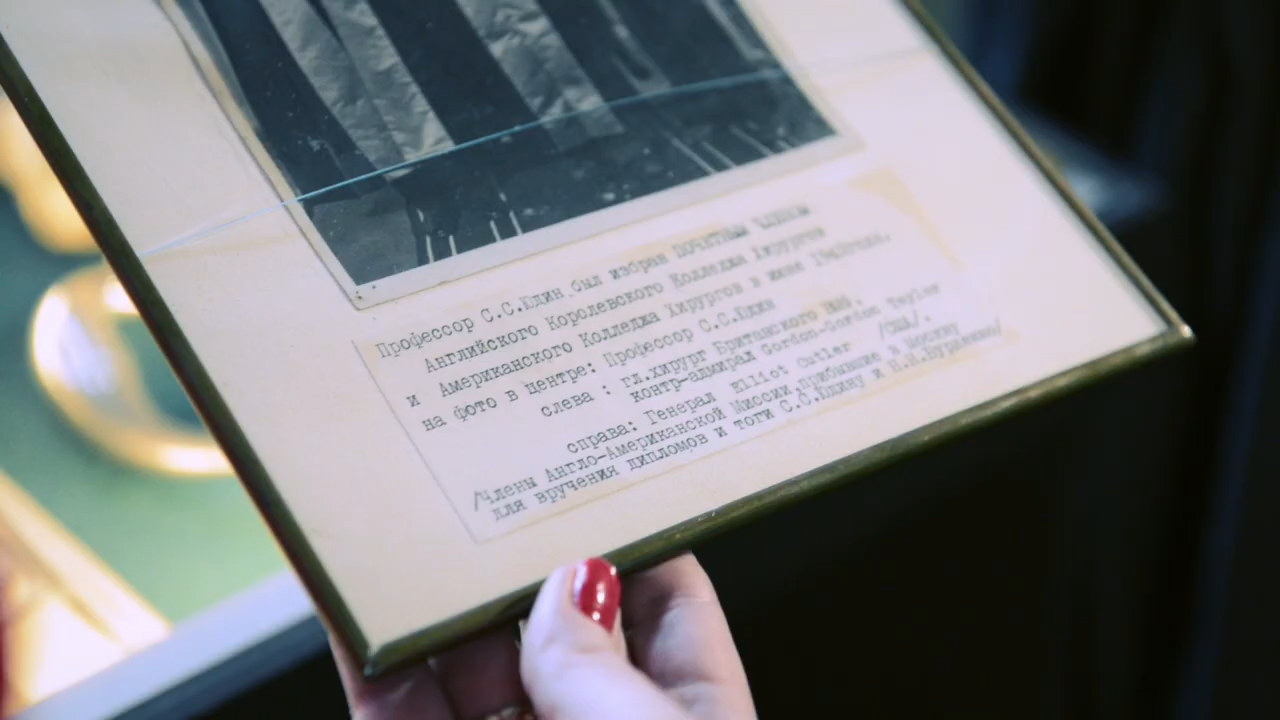 Профессор С.С.Юдин был избран почетным членом
Английского Королевского Колледжа Хирургов
и Американского Колледжа Хирургов в июне 1943года.
на фото в центре: Профессор С.С.Юдин
слева : гл.хирург Британского
контр-адмирал Gordon-Gordon Taylor
справа: Генерал Elliot Cutler /США/.
/Члены Англо-Американской Миссии,прибывшие в Москву
для вручения дипломов и тоги С.С.Юдину и Н.Н.Бурденко/